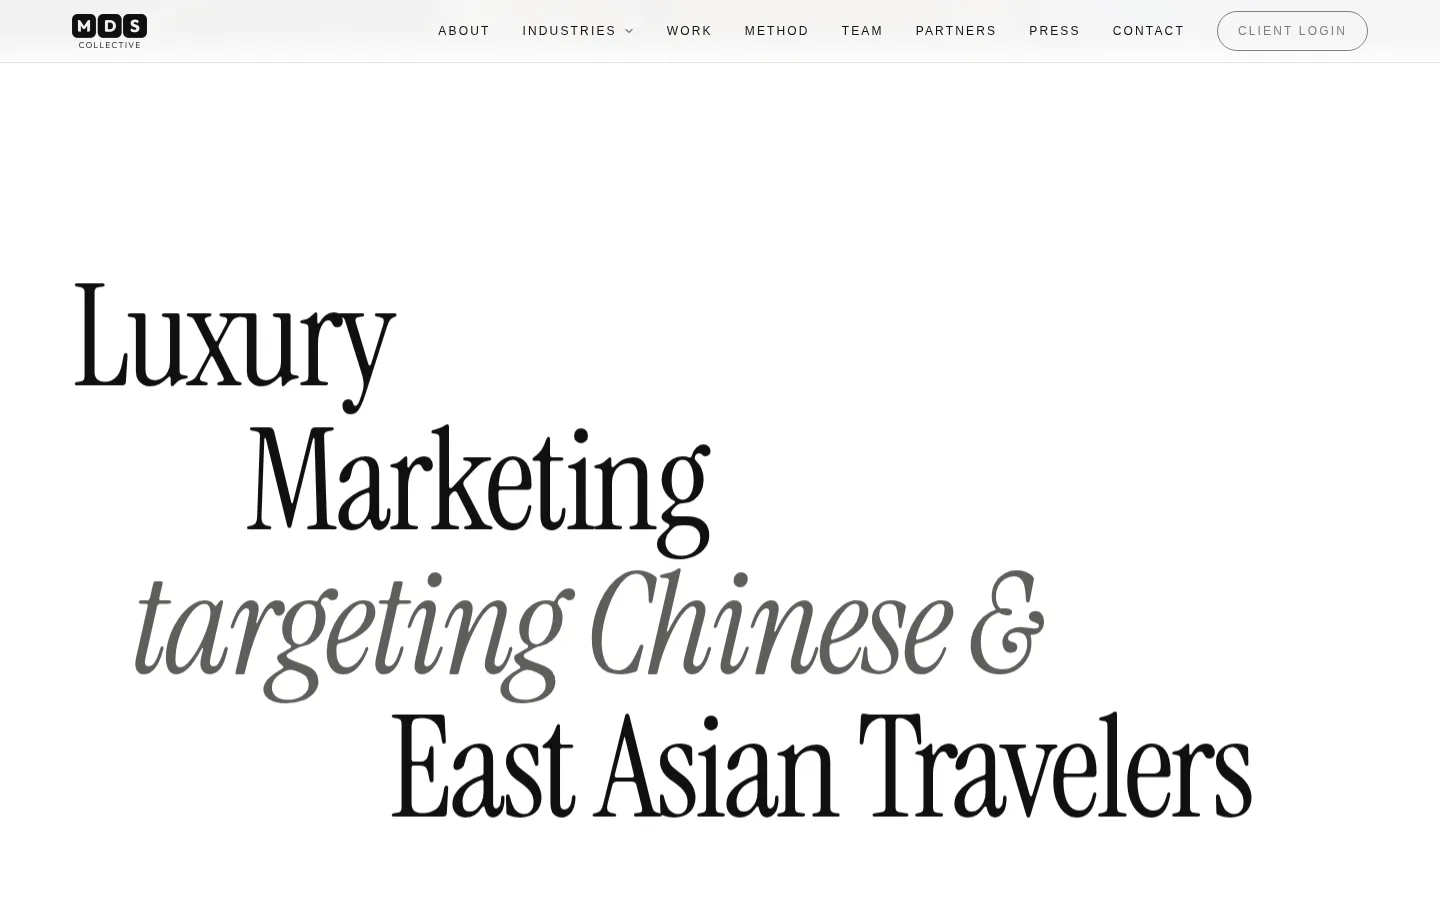 MDS
COLLECTIVE
ABOUT INDUSTRIES WORK METHOD TEAM PARTNERS PRESS CONTACT CLIENT LOGIN
Luxury
Marketing
targeting Chinese &
East Asian Travelers